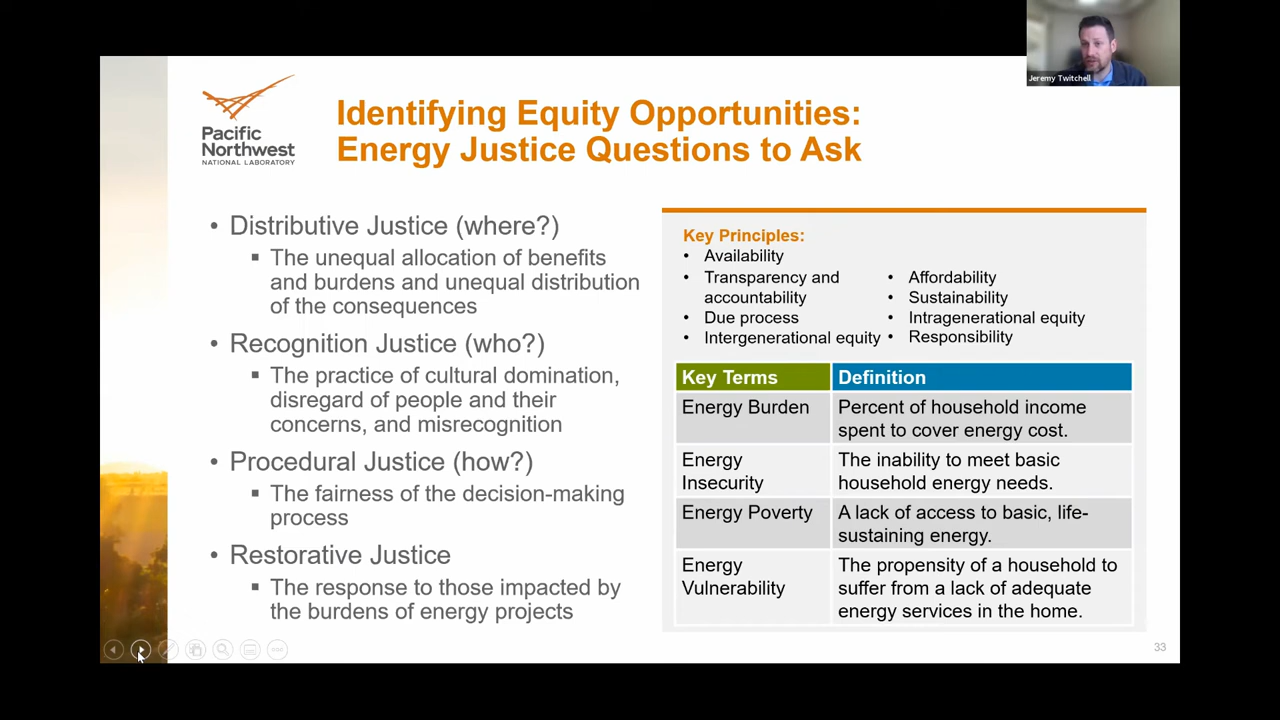 Jeremy Twitchell
Pacific
Northwest
NATIONAL LABORATORY
Identifying Equity Opportunities:
Energy Justice Questions to Ask
• Distributive Justice (where?)
▪ The unequal allocation of benefits
and burdens and unequal distribution
of the consequences
• Recognition Justice (who?)
▪ The practice of cultural domination,
disregard of people and their
concerns, and misrecognition
• Procedural Justice (how?)
▪ The fairness of the decision-making
process
• Restorative Justice
▪ The response to those impacted by
the burdens of energy projects
Key Principles:
• Availability
• Transparency and
accountability
• Due process
• Intergenerational equity
• Affordability
• Sustainability
• Intragenerational equity
• Responsibility
Key Terms
Definition
Energy Burden
Percent of household income
spent to cover energy cost.
Energy
Insecurity
The inability to meet basic
household energy needs.
Energy Poverty
A lack of access to basic, life-
sustaining energy.
Energy
Vulnerability
The propensity of a household to
suffer from a lack of adequate
energy services in the home.
33